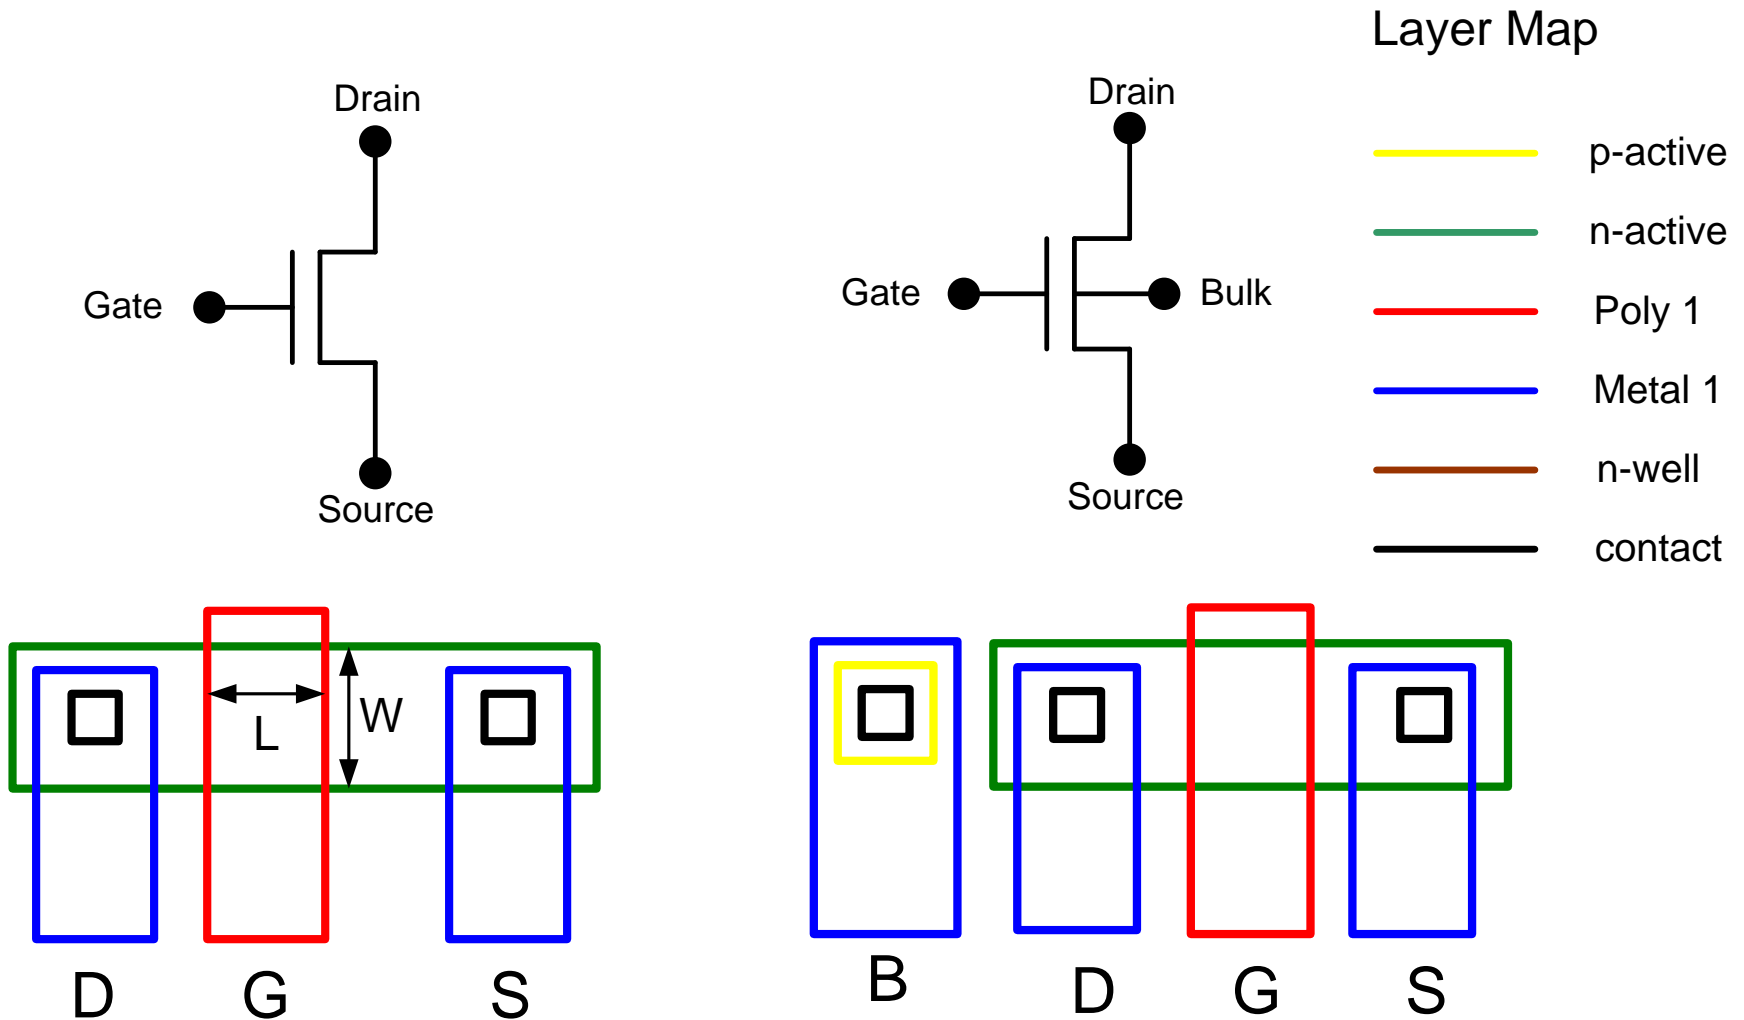 Layer Map
Drain
Gate
Source
Drain
Gate
Bulk
Source
p-active
n-active
Poly 1
Metal 1
n-well
contact
L
W
D
G
S
B
D
G
S